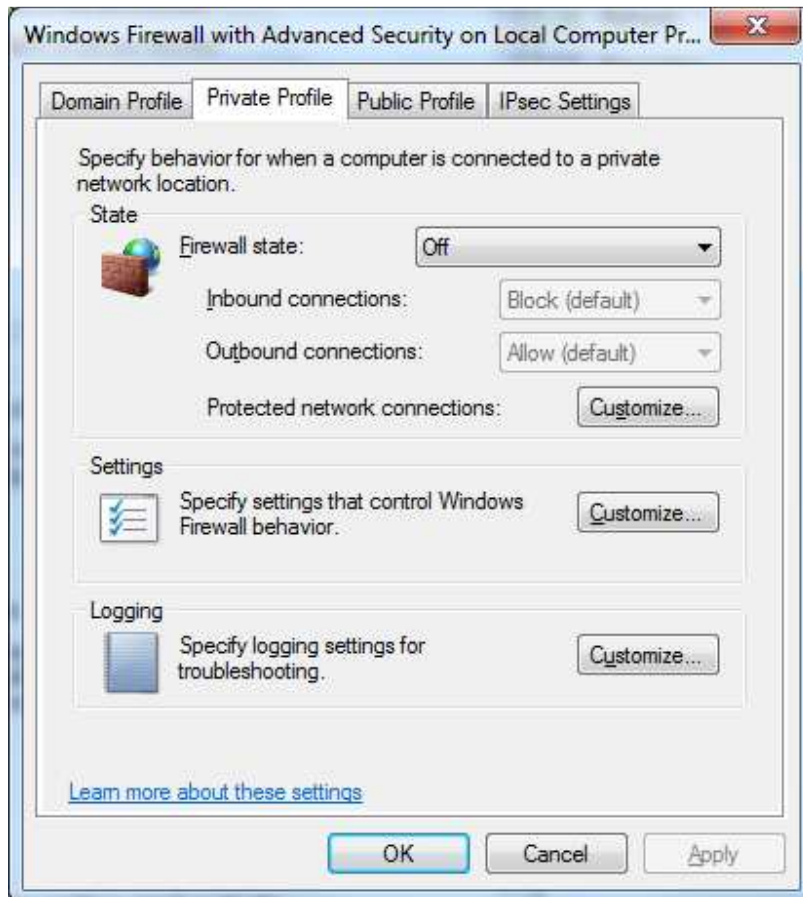 Windows Firewall with Advanced Security on Local Computer Pr...
Domain Profile Private Profile Public Profile IPsec Settings
Specify behavior for when a computer is connected to a private
network location.
State
Firewall state: Off
Inbound connections: Block (default)
Outbound connections: Allow (default)
Protected network connections: Customize...
Settings
Specify settings that control Windows
Firewall behavior.
Customize...
Logging
Specify logging settings for
troubleshooting.
Customize...
Learn more about these settings
OK Cancel Apply